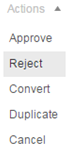 Actions
Approve
Reject
Convert
Duplicate
Cancel